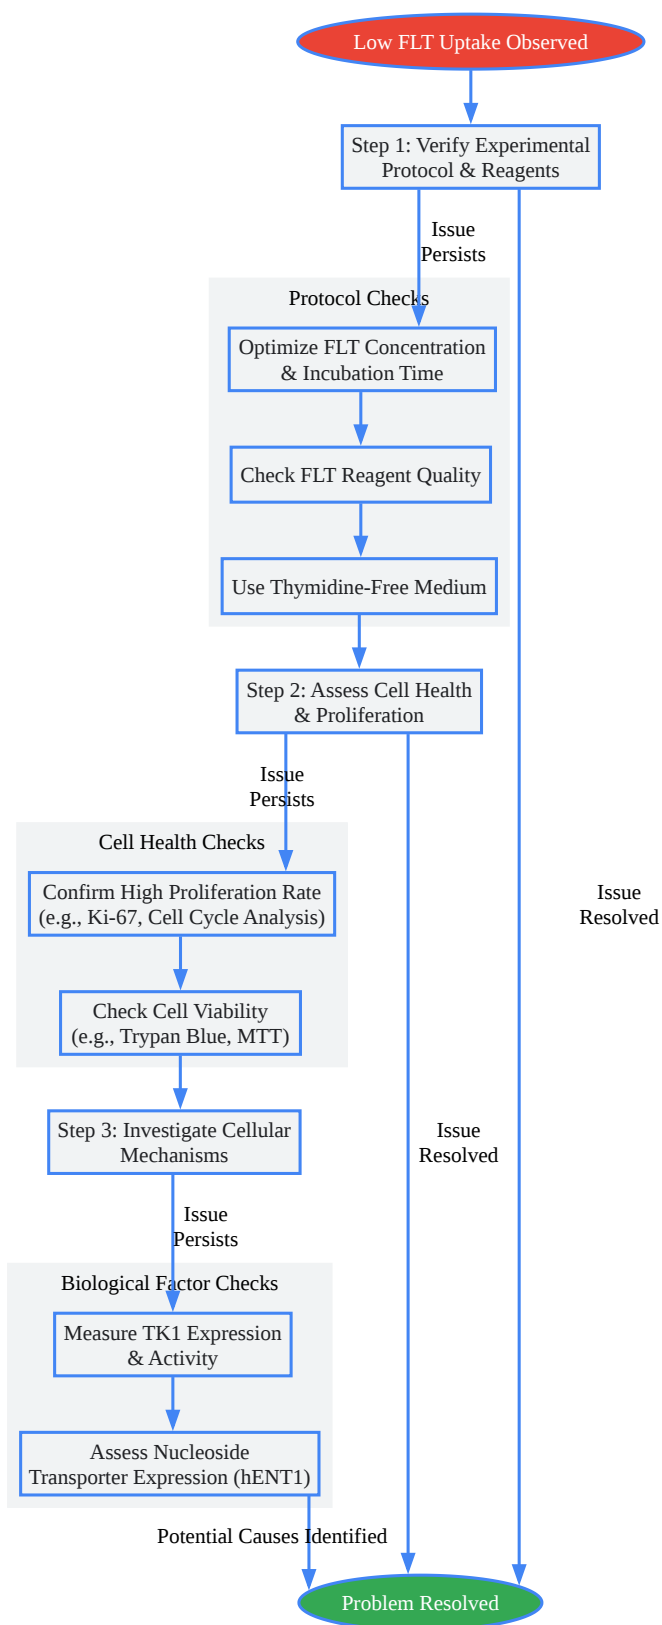 Low FLT Uptake Observed
Step 1: Verify Experimental
Protocol & Reagents
Issue
Persists
Protocol Checks
Optimize FLT Concentration
& Incubation Time
Check FLT Reagent Quality
Use Thymidine-Free Medium
Step 2: Assess Cell Health
& Proliferation
Issue
Persists
Cell Health Checks
Confirm High Proliferation Rate
(e.g., Ki-67, Cell Cycle Analysis)
Issue
Resolved
Check Cell Viability
(e.g., Trypan Blue, MTT)
Step 3: Investigate Cellular
Mechanisms
Issue
Resolved
Issue
Persists
Biological Factor Checks
Measure TK1 Expression
& Activity
Assess Nucleoside
Transporter Expression (hENT1)
Potential Causes Identified
Problem Resolved